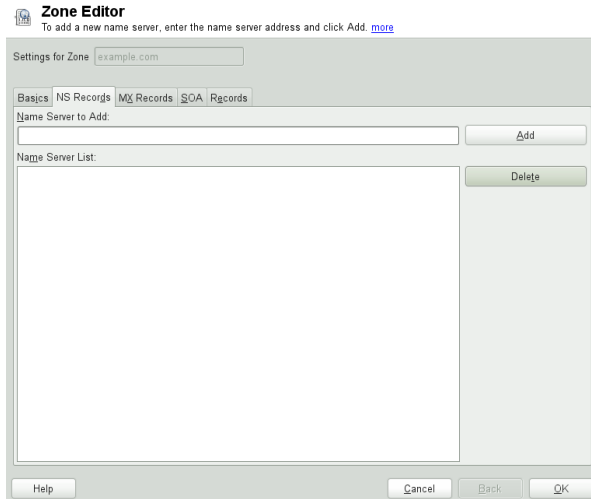 Zone Editor
To add a new name server, enter the name server address and click Add. more
Settings for Zone example.com
Basics NS Records MX Records SOA Records
Name Server to Add:
Add
Name Server List:
Delete
Help Cancel Back OK